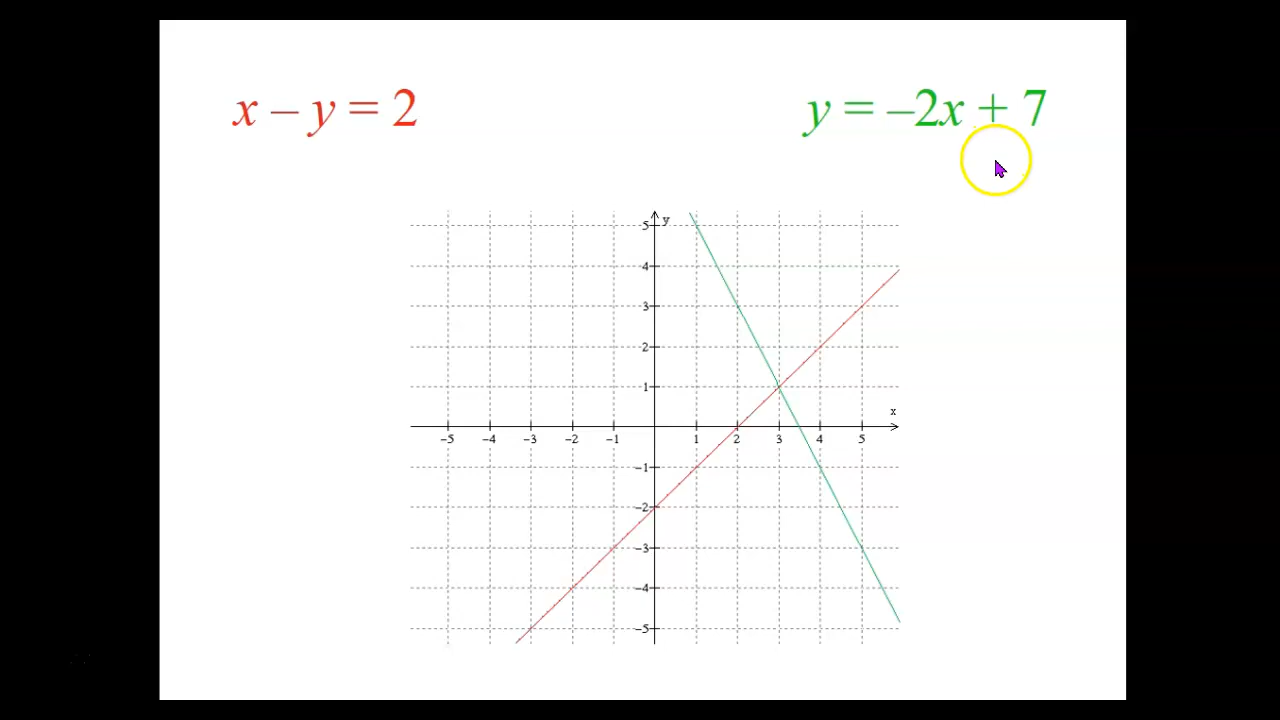 x – y = 2
y = –2x + 7
y
5
4
3
2
1
x
–5 –4 –3 –2 –1 1 2 3 4 5
–1
–2
–3
–4
–5